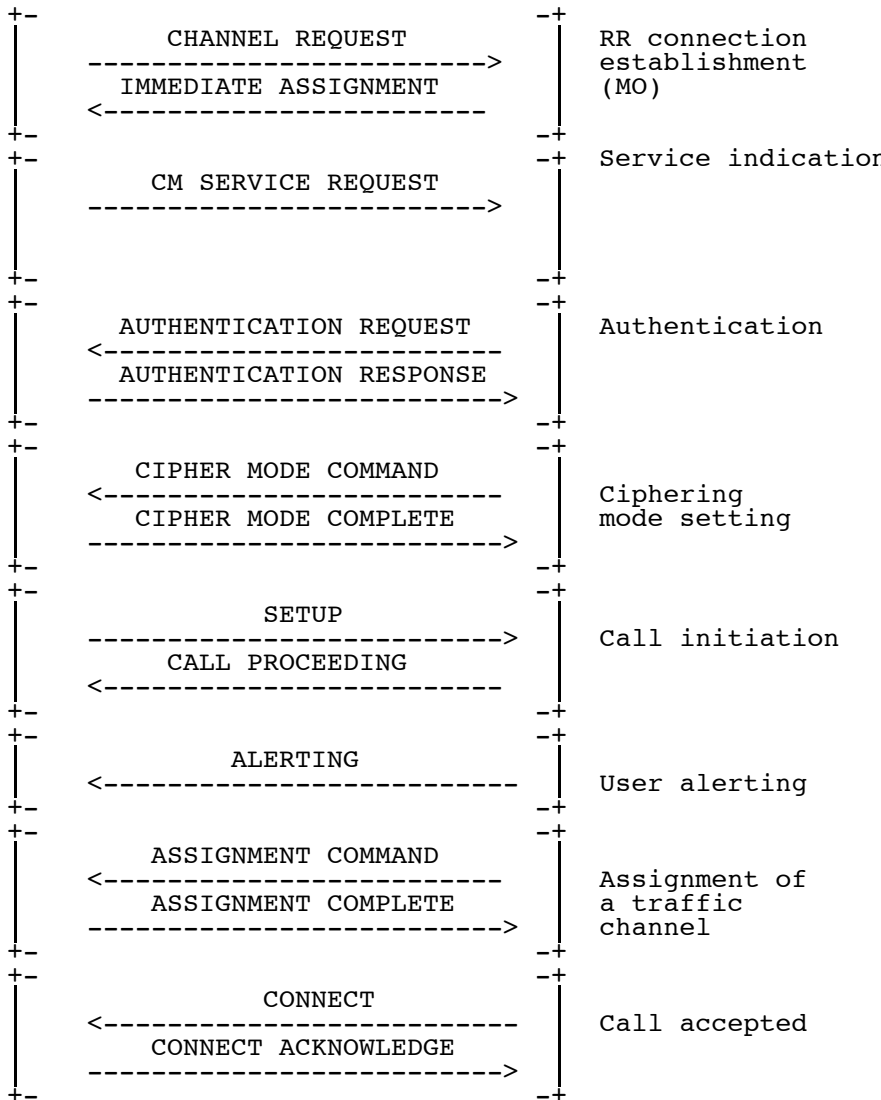 CHANNEL REQUEST RR connection
establishment
IMMEDIATE ASSIGNMENT (MO)
Service indication
CM SERVICE REQUEST
AUTHENTICATION REQUEST Authentication
AUTHENTICATION RESPONSE
CIPHER MODE COMMAND
Ciphering
CIPHER MODE COMPLETE mode setting
SETUP
Call initiation
CALL PROCEEDING
ALERTING
User alerting
ASSIGNMENT COMMAND
Assignment of
ASSIGNMENT COMPLETE a traffic
channel
CONNECT
Call accepted
CONNECT ACKNOWLEDGE